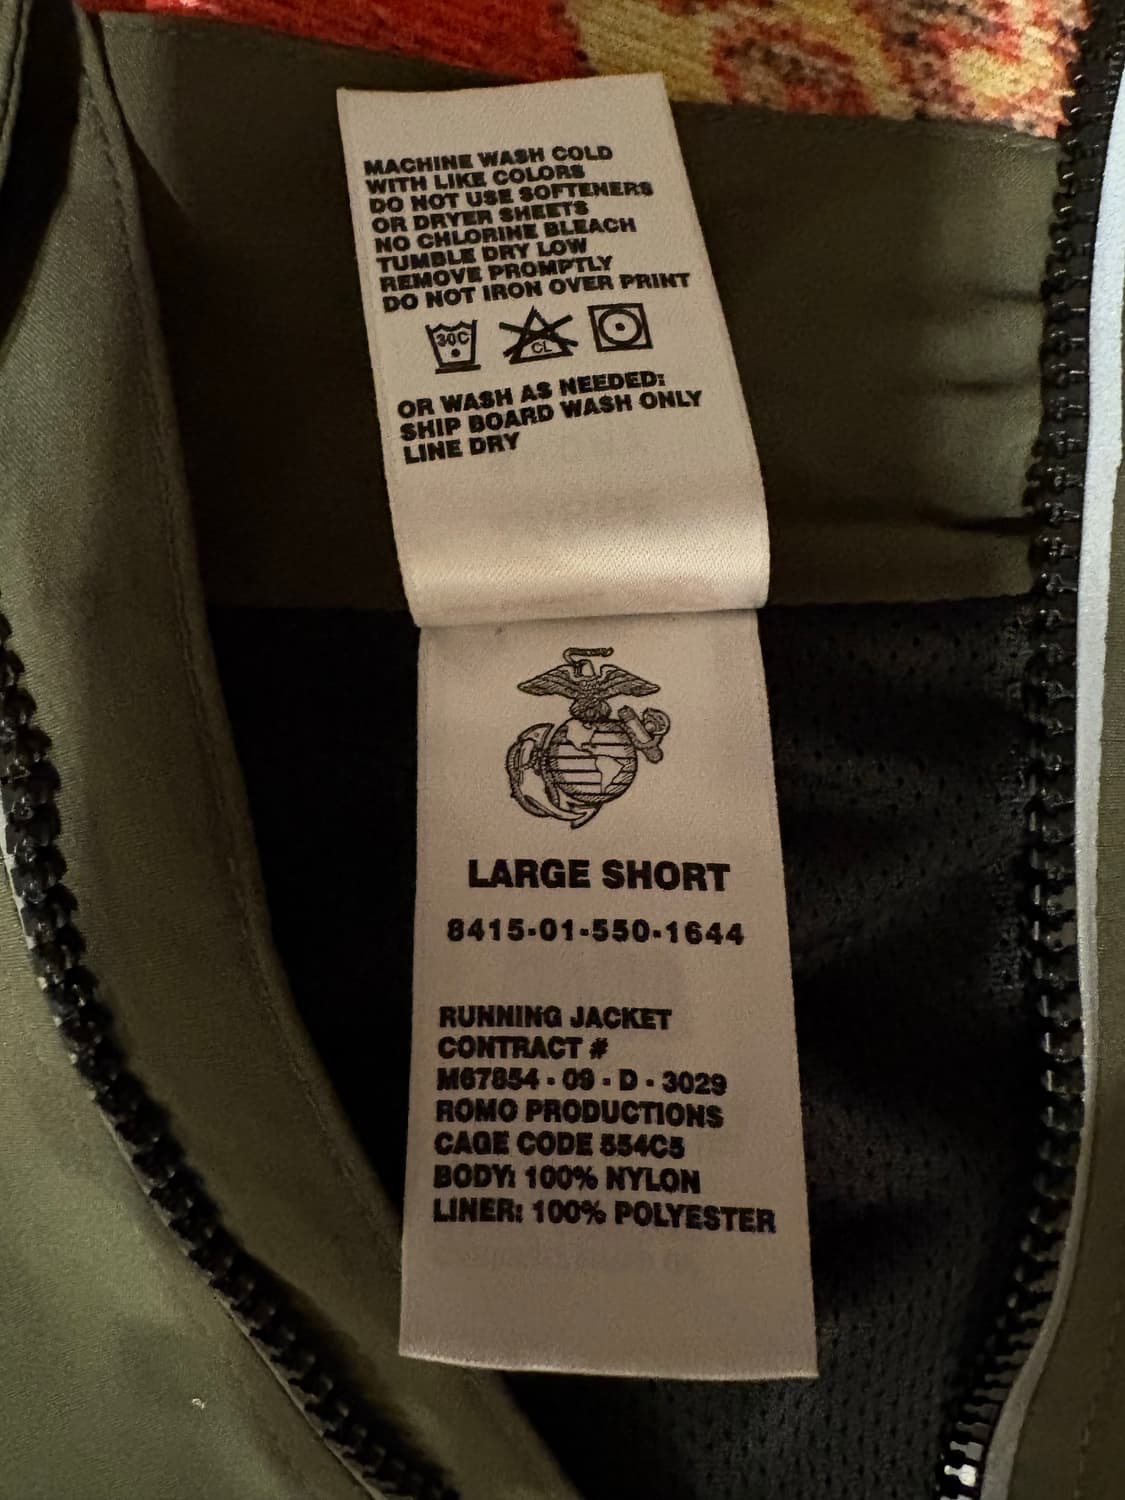 MACHINE WASH COLD
WITH LIKE COLORS
DO NOT USE SOFTENERS
OR DRYER SHEETS
NO CHLORINE BLEACH
TUMBLE DRY LOW
REMOVE PROMPTLY
DO NOT IRON OVER PRINT
30C
CL
OR WASH AS NEEDED:
SHIP BOARD WASH ONLY
LINE DRY
LARGE SHORT
8415-01-550-1644
RUNNING JACKET
CONTRACT #
M67854 - 09 - D - 3029
ROMO PRODUCTIONS
CAGE CODE 554C5
BODY: 100% NYLON
LINER: 100% POLYESTER